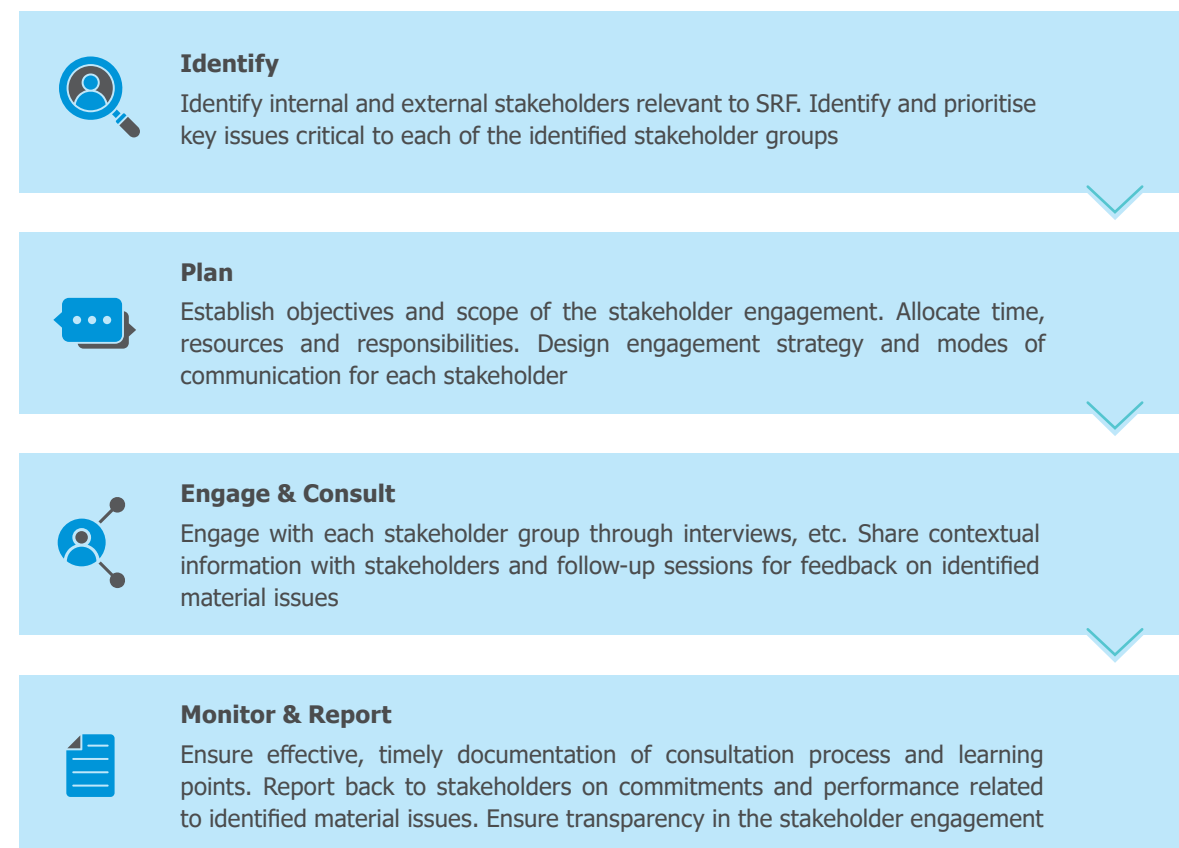 Identify
Identify internal and external stakeholders relevant to SRF. Identify and prioritise
key issues critical to each of the identified stakeholder groups
Plan
Establish objectives and scope of the stakeholder engagement. Allocate time,
resources and responsibilities. Design engagement strategy and modes of
communication for each stakeholder
Engage & Consult
Engage with each stakeholder group through interviews, etc. Share contextual
information with stakeholders and follow-up sessions for feedback on identified
material issues
Monitor & Report
Ensure effective, timely documentation of consultation process and learning
points. Report back to stakeholders on commitments and performance related
to identified material issues. Ensure transparency in the stakeholder engagement